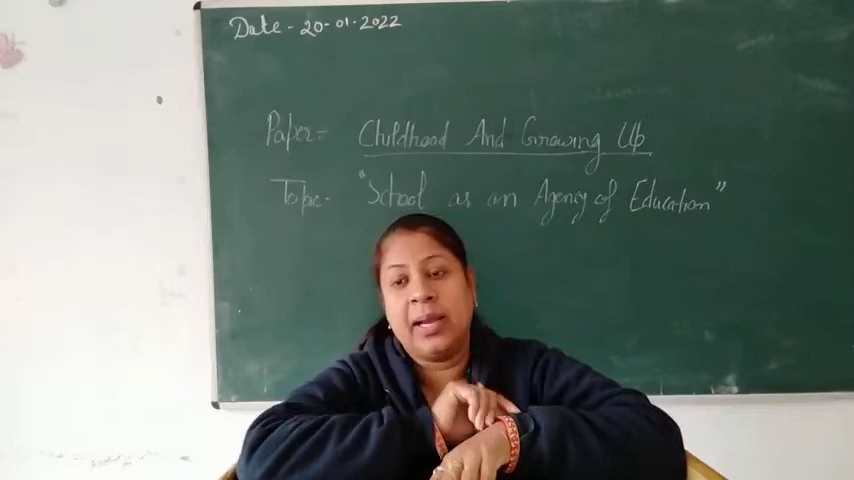 Date - 20-01-2022
Paper = Childhood And Growing Up
Topic - "School as an Agency of Education"